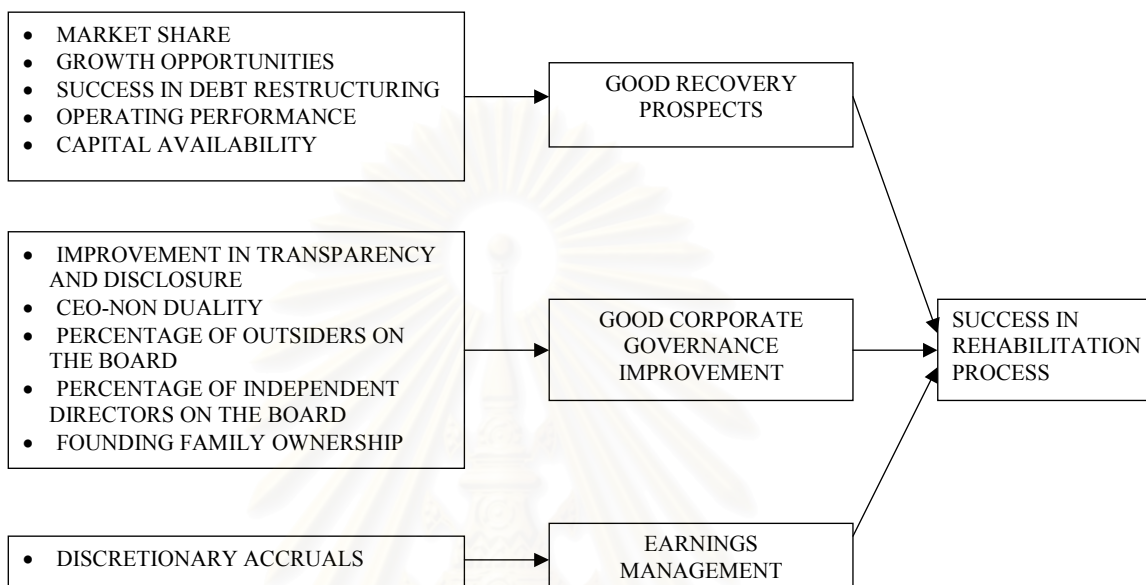 • MARKET SHARE
• GROWTH OPPORTUNITIES
• SUCCESS IN DEBT RESTRUCTURING
• OPERATING PERFORMANCE
• CAPITAL AVAILABILITY
GOOD RECOVERY
PROSPECTS
• IMPROVEMENT IN TRANSPARENCY
AND DISCLOSURE
• CEO-NON DUALITY
• PERCENTAGE OF OUTSIDERS ON
THE BOARD
• PERCENTAGE OF INDEPENDENT
DIRECTORS ON THE BOARD
• FOUNDING FAMILY OWNERSHIP
GOOD CORPORATE
GOVERNANCE
IMPROVEMENT
SUCCESS IN
REHABILITATION
PROCESS
• DISCRETIONARY ACCRUALS
EARNINGS
MANAGEMENT